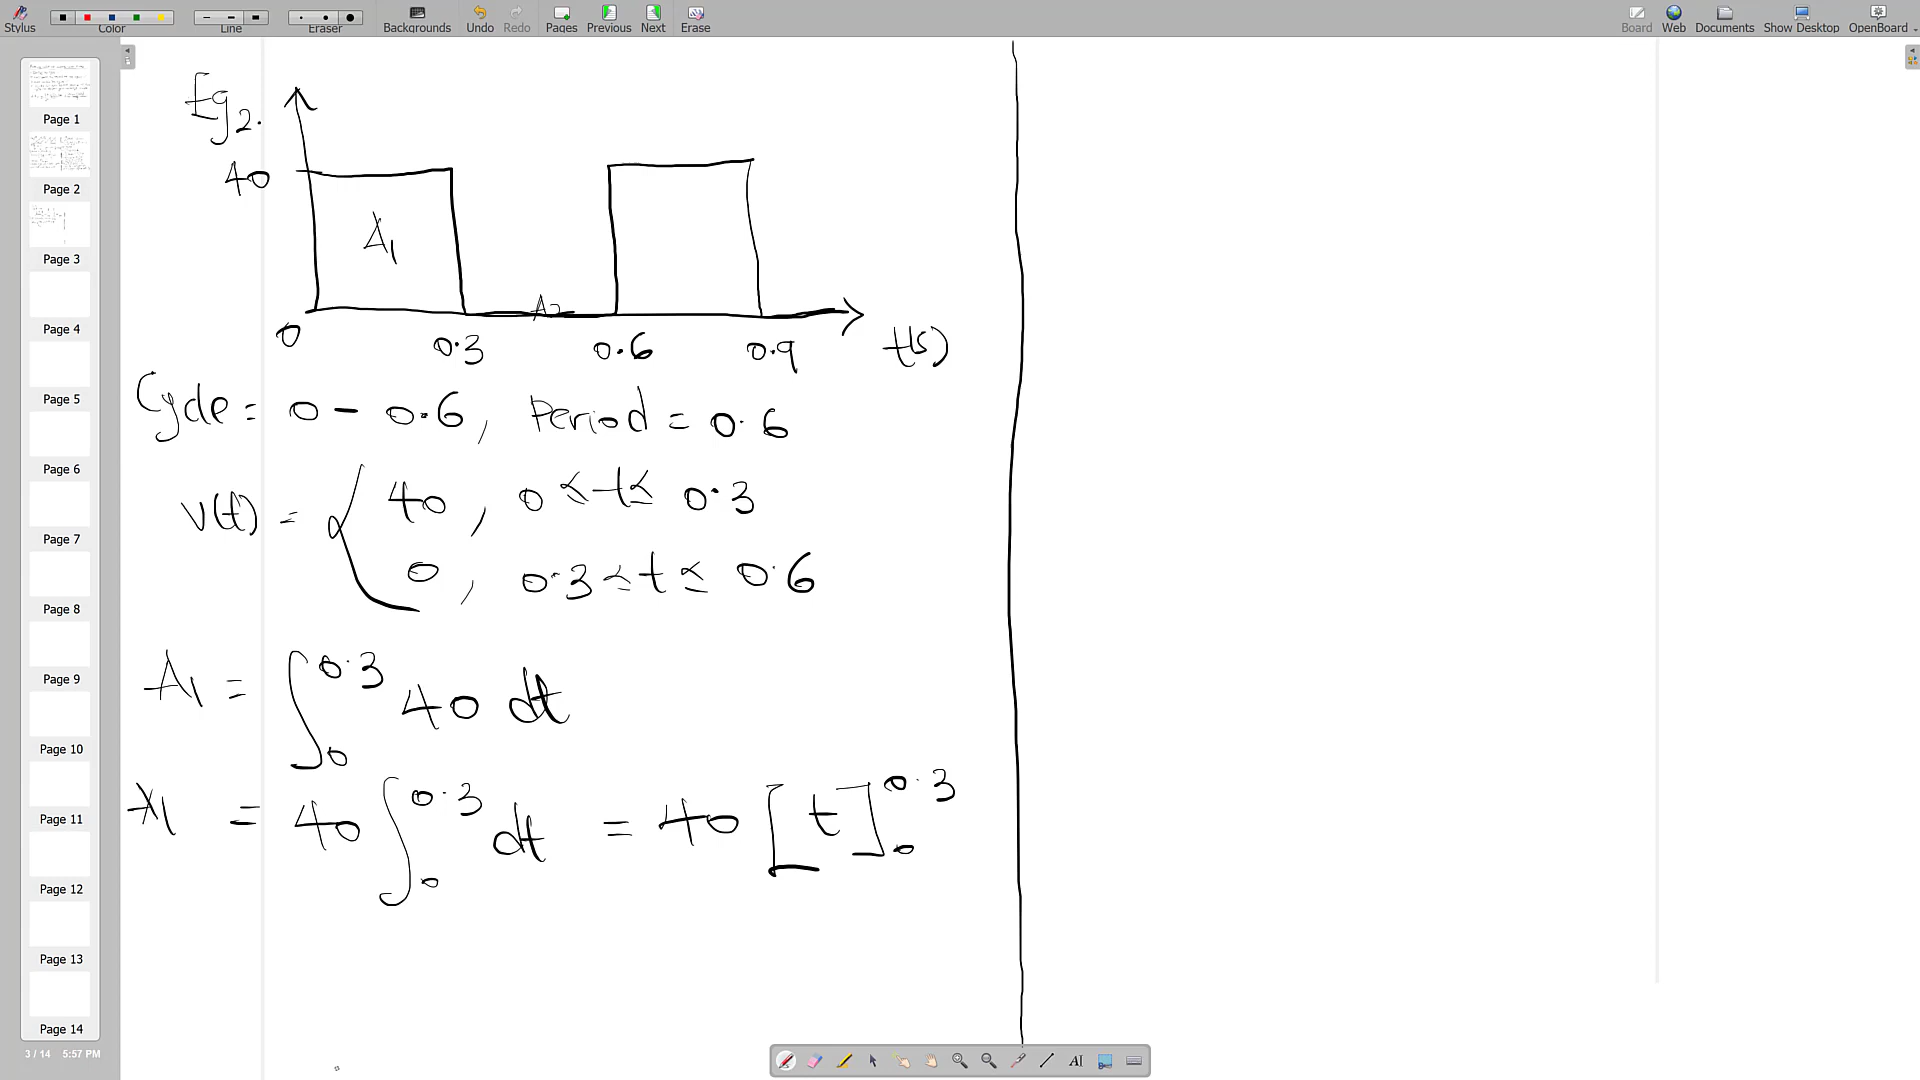 Stylus Color Line Eraser Backgrounds Undo Redo Pages Previous Next Erase Board Web Documents Show Desktop OpenBoard
Page 1
Page 2
Page 3
Page 4
Page 5
Page 6
Page 7
Page 8
Page 9
Page 10
Page 11
Page 12
Page 13
Page 14
3 / 14 5:57 PM
Eg2.
40
A1
A2
0 0.3 0.6 0.9 t(s)
Cycle = 0 - 0.6, Period = 0.6
v(t) = { 40, 0 ≤ t ≤ 0.3
0, 0.3 ≤ t ≤ 0.6
A1 = ∫₀^0.3 40 dt
A1 = 40 ∫₀^0.3 dt = 40 [t]₀^0.3
AI